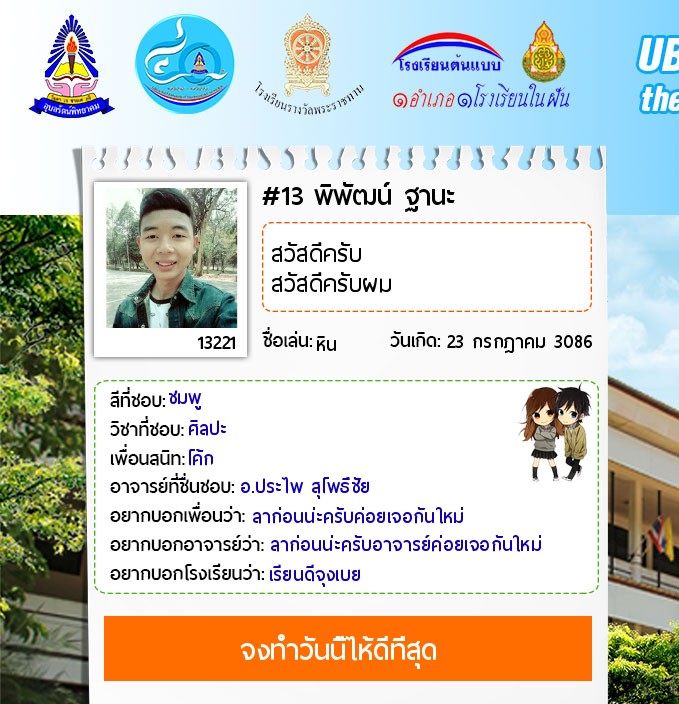 UB
the
อุบลรัตน์พิทยาคม
โรงเรียนรางวัลพระราชทาน
โรงเรียนต้นแบบ
๑อำเภอ๑โรงเรียนในฝัน
#13 พิพัฒน์ ฐานะ
สวัสดีครับ
สวัสดีครับผม
13221
ชื่อเล่น: หิน วันเกิด: 23 กรกฎาคม 3086
สีที่ชอบ: ชมพู
วิชาที่ชอบ: ศิลปะ
เพื่อนสนิท: โค๊ก
อาจารย์ที่ชื่นชอบ: อ.ประไพ สุโพธิ์ชัย
อยากบอกเพื่อนว่า: ลาก่อนน่ะครับค่อยเจอกันใหม่
อยากบอกอาจารย์ว่า: ลาก่อนน่ะครับอาจารย์ค่อยเจอกันใหม่
อยากบอกโรงเรียนว่า: เรียนดีจุงเบย
จงทำวันนี้ให้ดีที่สุด